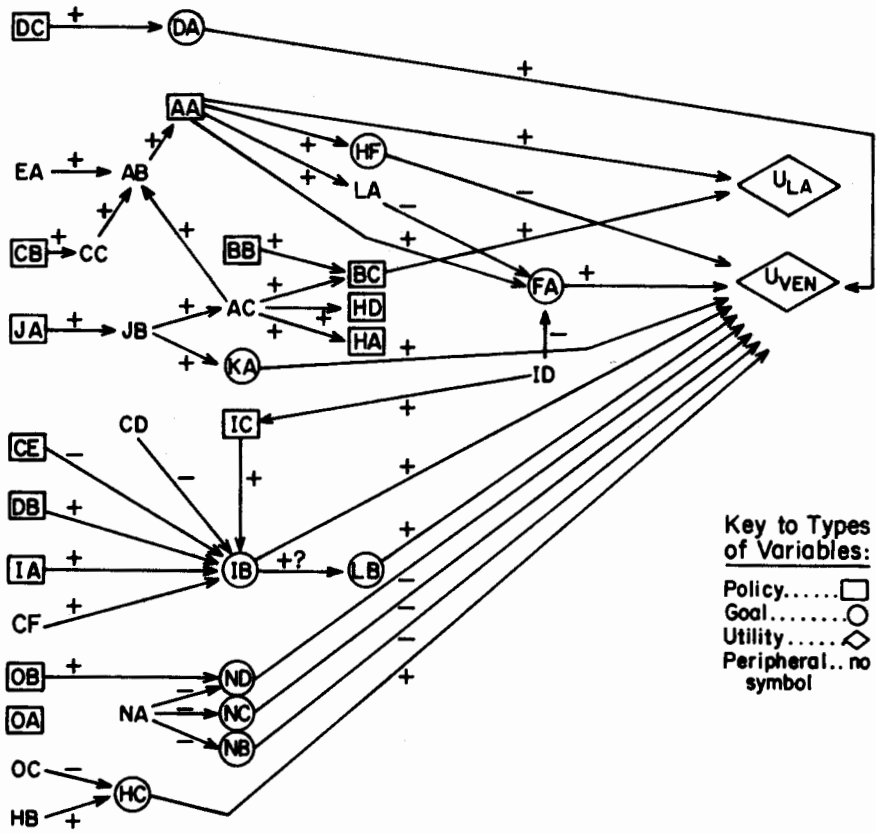 DC + DA
+
AA
+ HF + U_LA
EA + AB + + LA − −
CB + CC + + + +
BB + BC FA + U_VEN
AC + + HD
JA + JB + + + HA −
+ KA + ID
CD IC +
CE − − + +
DB +
IA + IB +? LB +
CF + −
−
OB + ND −
− +
OA NA − NC
− NB
OC −
HC
HB +
Key to Types
of Variables:
Policy......
Goal........
Utility......
Peripheral.. no
symbol